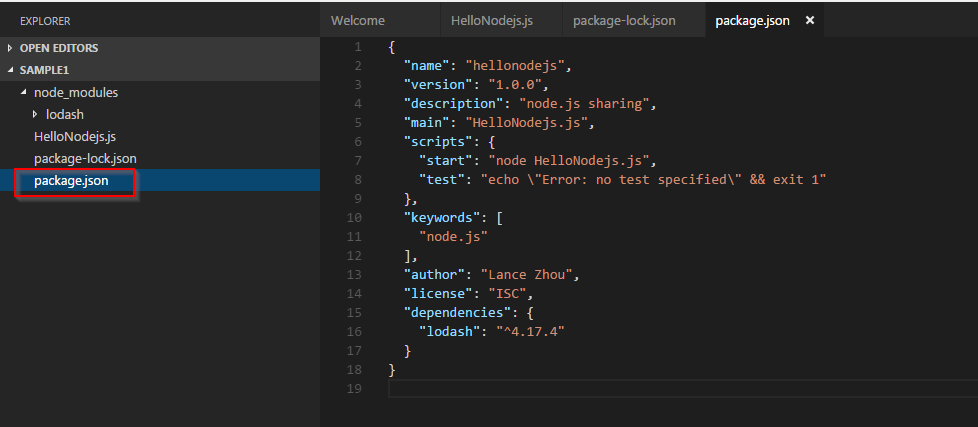 EXPLORER
OPEN EDITORS
SAMPLE1
node_modules
lodash
HelloNodejs.js
package-lock.json
package.json
Welcome HelloNodejs.js package-lock.json package.json ×
1 {
2   "name": "hellonodejs",
3   "version": "1.0.0",
4   "description": "node.js sharing",
5   "main": "HelloNodejs.js",
6   "scripts": {
7     "start": "node HelloNodejs.js",
8     "test": "echo \"Error: no test specified\" && exit 1"
9   },
10   "keywords": [
11     "node.js"
12   ],
13   "author": "Lance Zhou",
14   "license": "ISC",
15   "dependencies": {
16     "lodash": "^4.17.4"
17   }
18 }
19